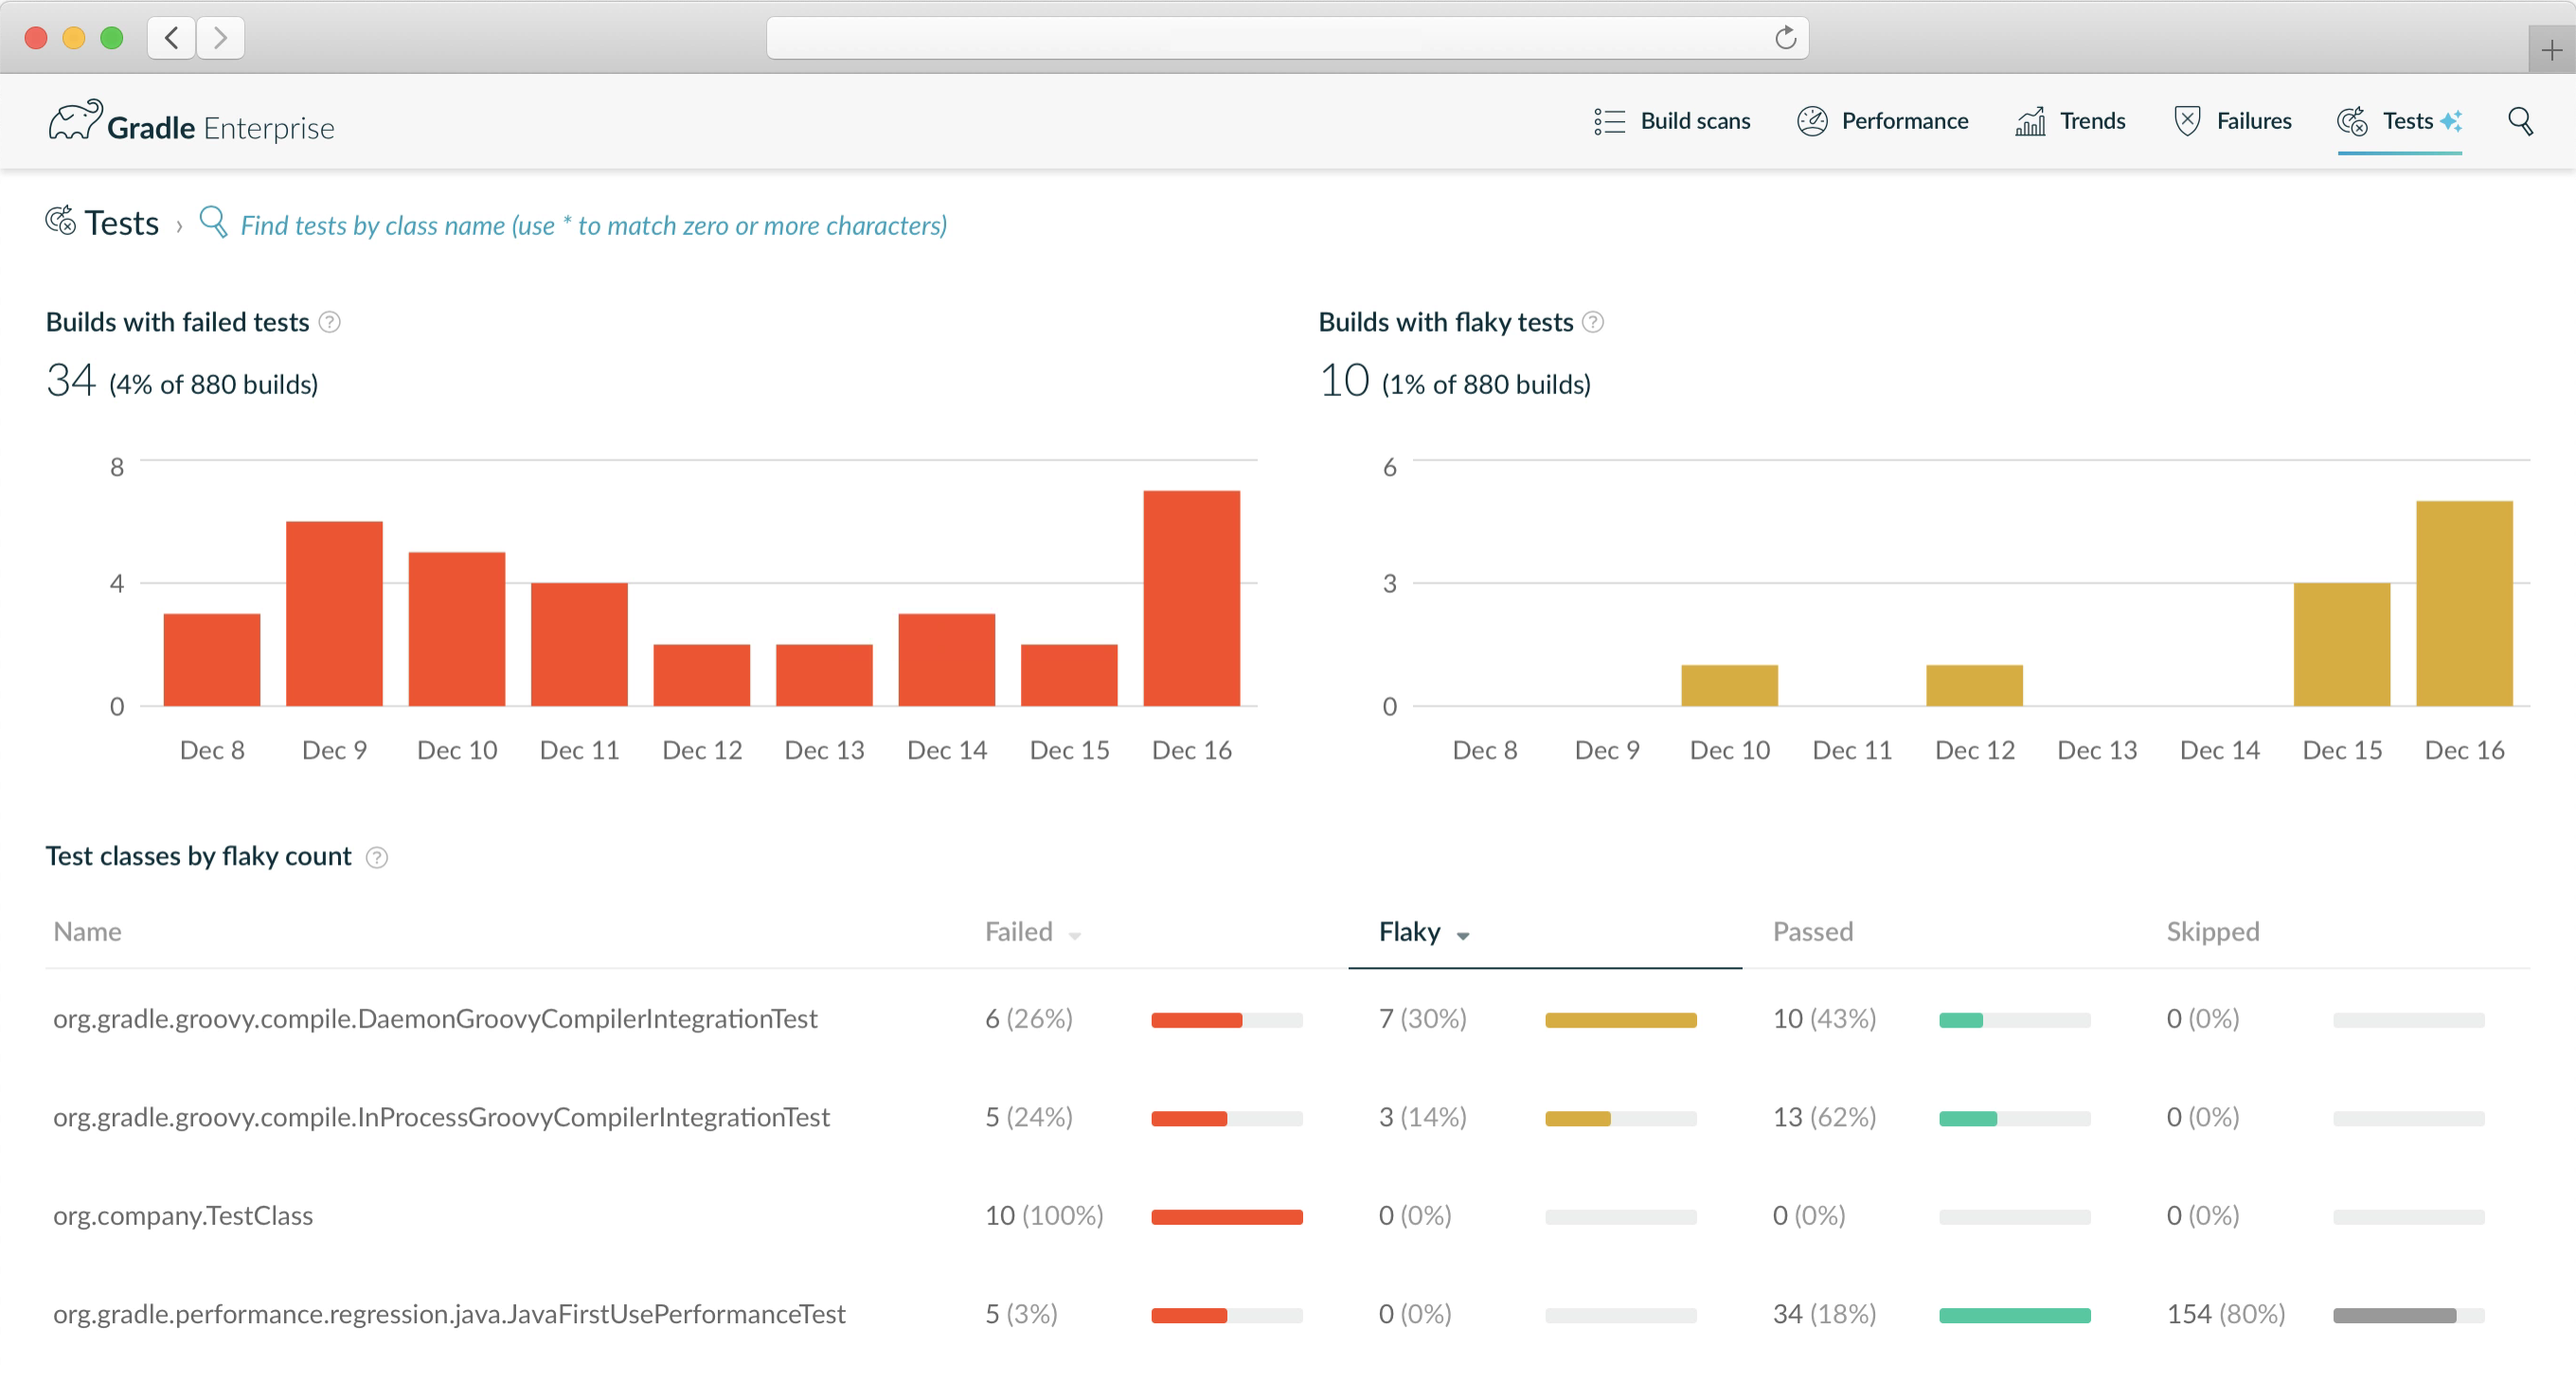 Gradle Enterprise
Build scans
Performance
Trends
Failures
Tests
Tests › Find tests by class name (use * to match zero or more characters)
Builds with failed tests ?
34 (4% of 880 builds)
8
4
0
Dec 8 Dec 9 Dec 10 Dec 11 Dec 12 Dec 13 Dec 14 Dec 15 Dec 16
Builds with flaky tests ?
10 (1% of 880 builds)
6
3
0
Dec 8 Dec 9 Dec 10 Dec 11 Dec 12 Dec 13 Dec 14 Dec 15 Dec 16
Test classes by flaky count ?
Name Failed Flaky Passed Skipped
org.gradle.groovy.compile.DaemonGroovyCompilerIntegrationTest 6 (26%) 7 (30%) 10 (43%) 0 (0%)
org.gradle.groovy.compile.InProcessGroovyCompilerIntegrationTest 5 (24%) 3 (14%) 13 (62%) 0 (0%)
org.company.TestClass 10 (100%) 0 (0%) 0 (0%) 0 (0%)
org.gradle.performance.regression.java.JavaFirstUsePerformanceTest 5 (3%) 0 (0%) 34 (18%) 154 (80%)